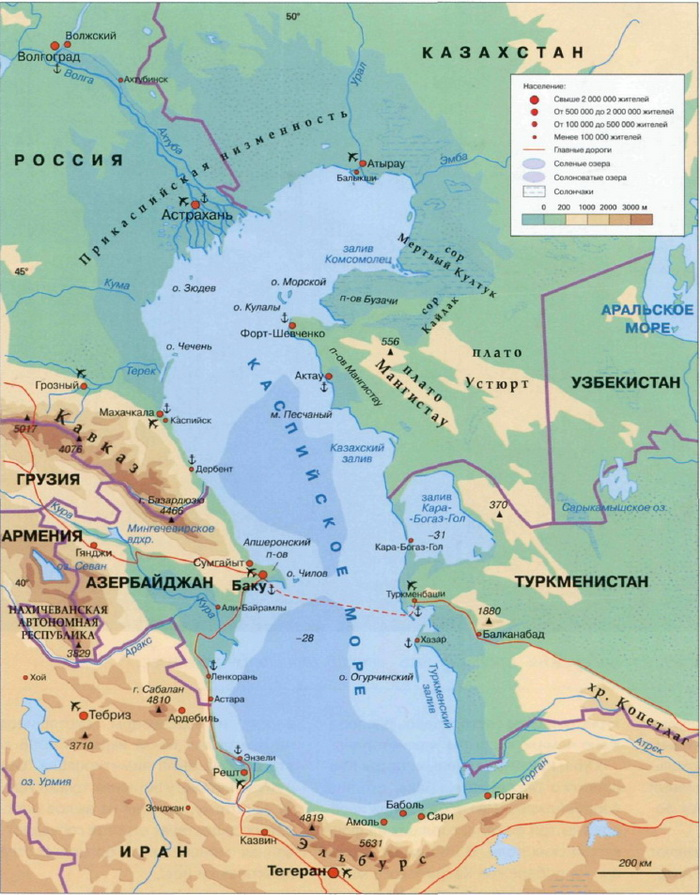 50°
Волжский
Волгоград
Волга
Ахтубинск
Ахтуба
Урал
КАЗАХСТАН
Население:
Свыше 2 000 000 жителей
От 500 000 до 2 000 000 жителей
От 100 000 до 500 000 жителей
Менее 100 000 жителей
Главные дороги
Соленые озера
Солоноватые озера
Солончаки
0 200 1000 2000 3000 м
РОССИЯ
Прикаспийская низменность
Атырау
Балыкши
Эмба
Астрахань
45°
Кума
залив
Комсомолец
сор
Мертвый Култук
о. Зюдев
о. Морской
п-ов Бузачи
сор
Кайдак
о. Кулалы
Форт-Шевченко
АРАЛЬСКОЕ
МОРЕ
о. Чечень
556
плато
Мангистау
плато
Устюрт
п-ов Мангистау
Терек
Грозный
Актау
УЗБЕКИСТАН
Махачкала
Каспийск
м. Песчаный
Кавказ
5017
4076
КАСПИЙСКОЕ МОРЕ
Казахский
залив
Дербент
ГРУЗИЯ
г. Базардюзю
4466
залив
Кара-
Богаз-Гол
370
Сарыкамышское оз.
Кура
Мингечевирское
вдхр.
–31
АРМЕНИЯ
Гянджи
Апшеронский
п-ов
Кара-Богаз-Гол
оз. Севан
Сумгайыт
40°
АЗЕРБАЙДЖАН
Баку
о. Чилов
ТУРКМЕНИСТАН
Туркменбаши
НАХИЧЕВАНСКАЯ
АВТОНОМНАЯ
РЕСПУБЛИКА
Кура
Али-Байрамлы
1880
Балканабад
Аракс
–28
Хазар
3829
Хой
Ленкорань
о. Огурчинский
Туркменский
залив
г. Сабалан
4810
Астара
хр. Копетдаг
Тебриз
Ардебиль
3710
Атрек
Энзели
оз. Урмия
Решт
Горган
Горган
Зенджан
Баболь
Амоль
Сари
4819
Казвин
Эльбурс
5631
ИРАН
Тегеран
200 км